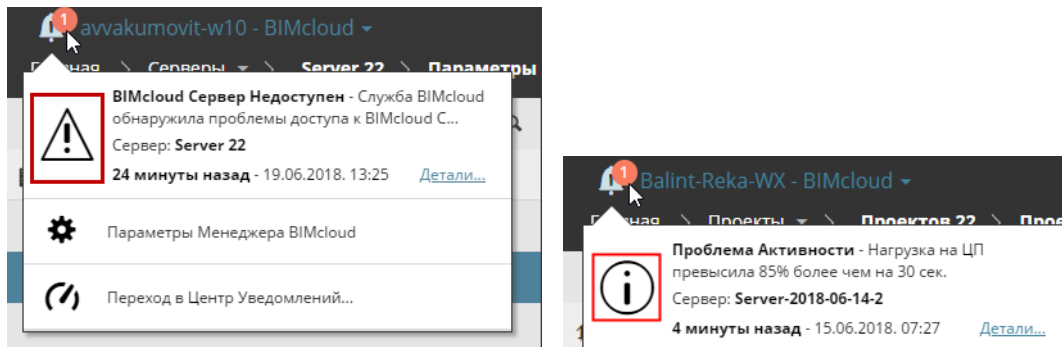 1
avvakumovit-w10 - BIMcloud
Серверы
Server 22
Параметры
BIMcloud Сервер Недоступен - Служба BIMcloud
обнаружила проблемы доступа к BIMcloud С...
Сервер: Server 22
24 минуты назад - 19.06.2018. 13:25 Детали...
Параметры Менеджера BIMcloud
Переход в Центр Уведомлений...
1
Balint-Reka-WX - BIMcloud
Проекты
Проектов 22
Проблема Активности - Нагрузка на ЦП
превысила 85% более чем на 30 сек.
Сервер: Server-2018-06-14-2
4 минуты назад - 15.06.2018. 07:27 Детали...